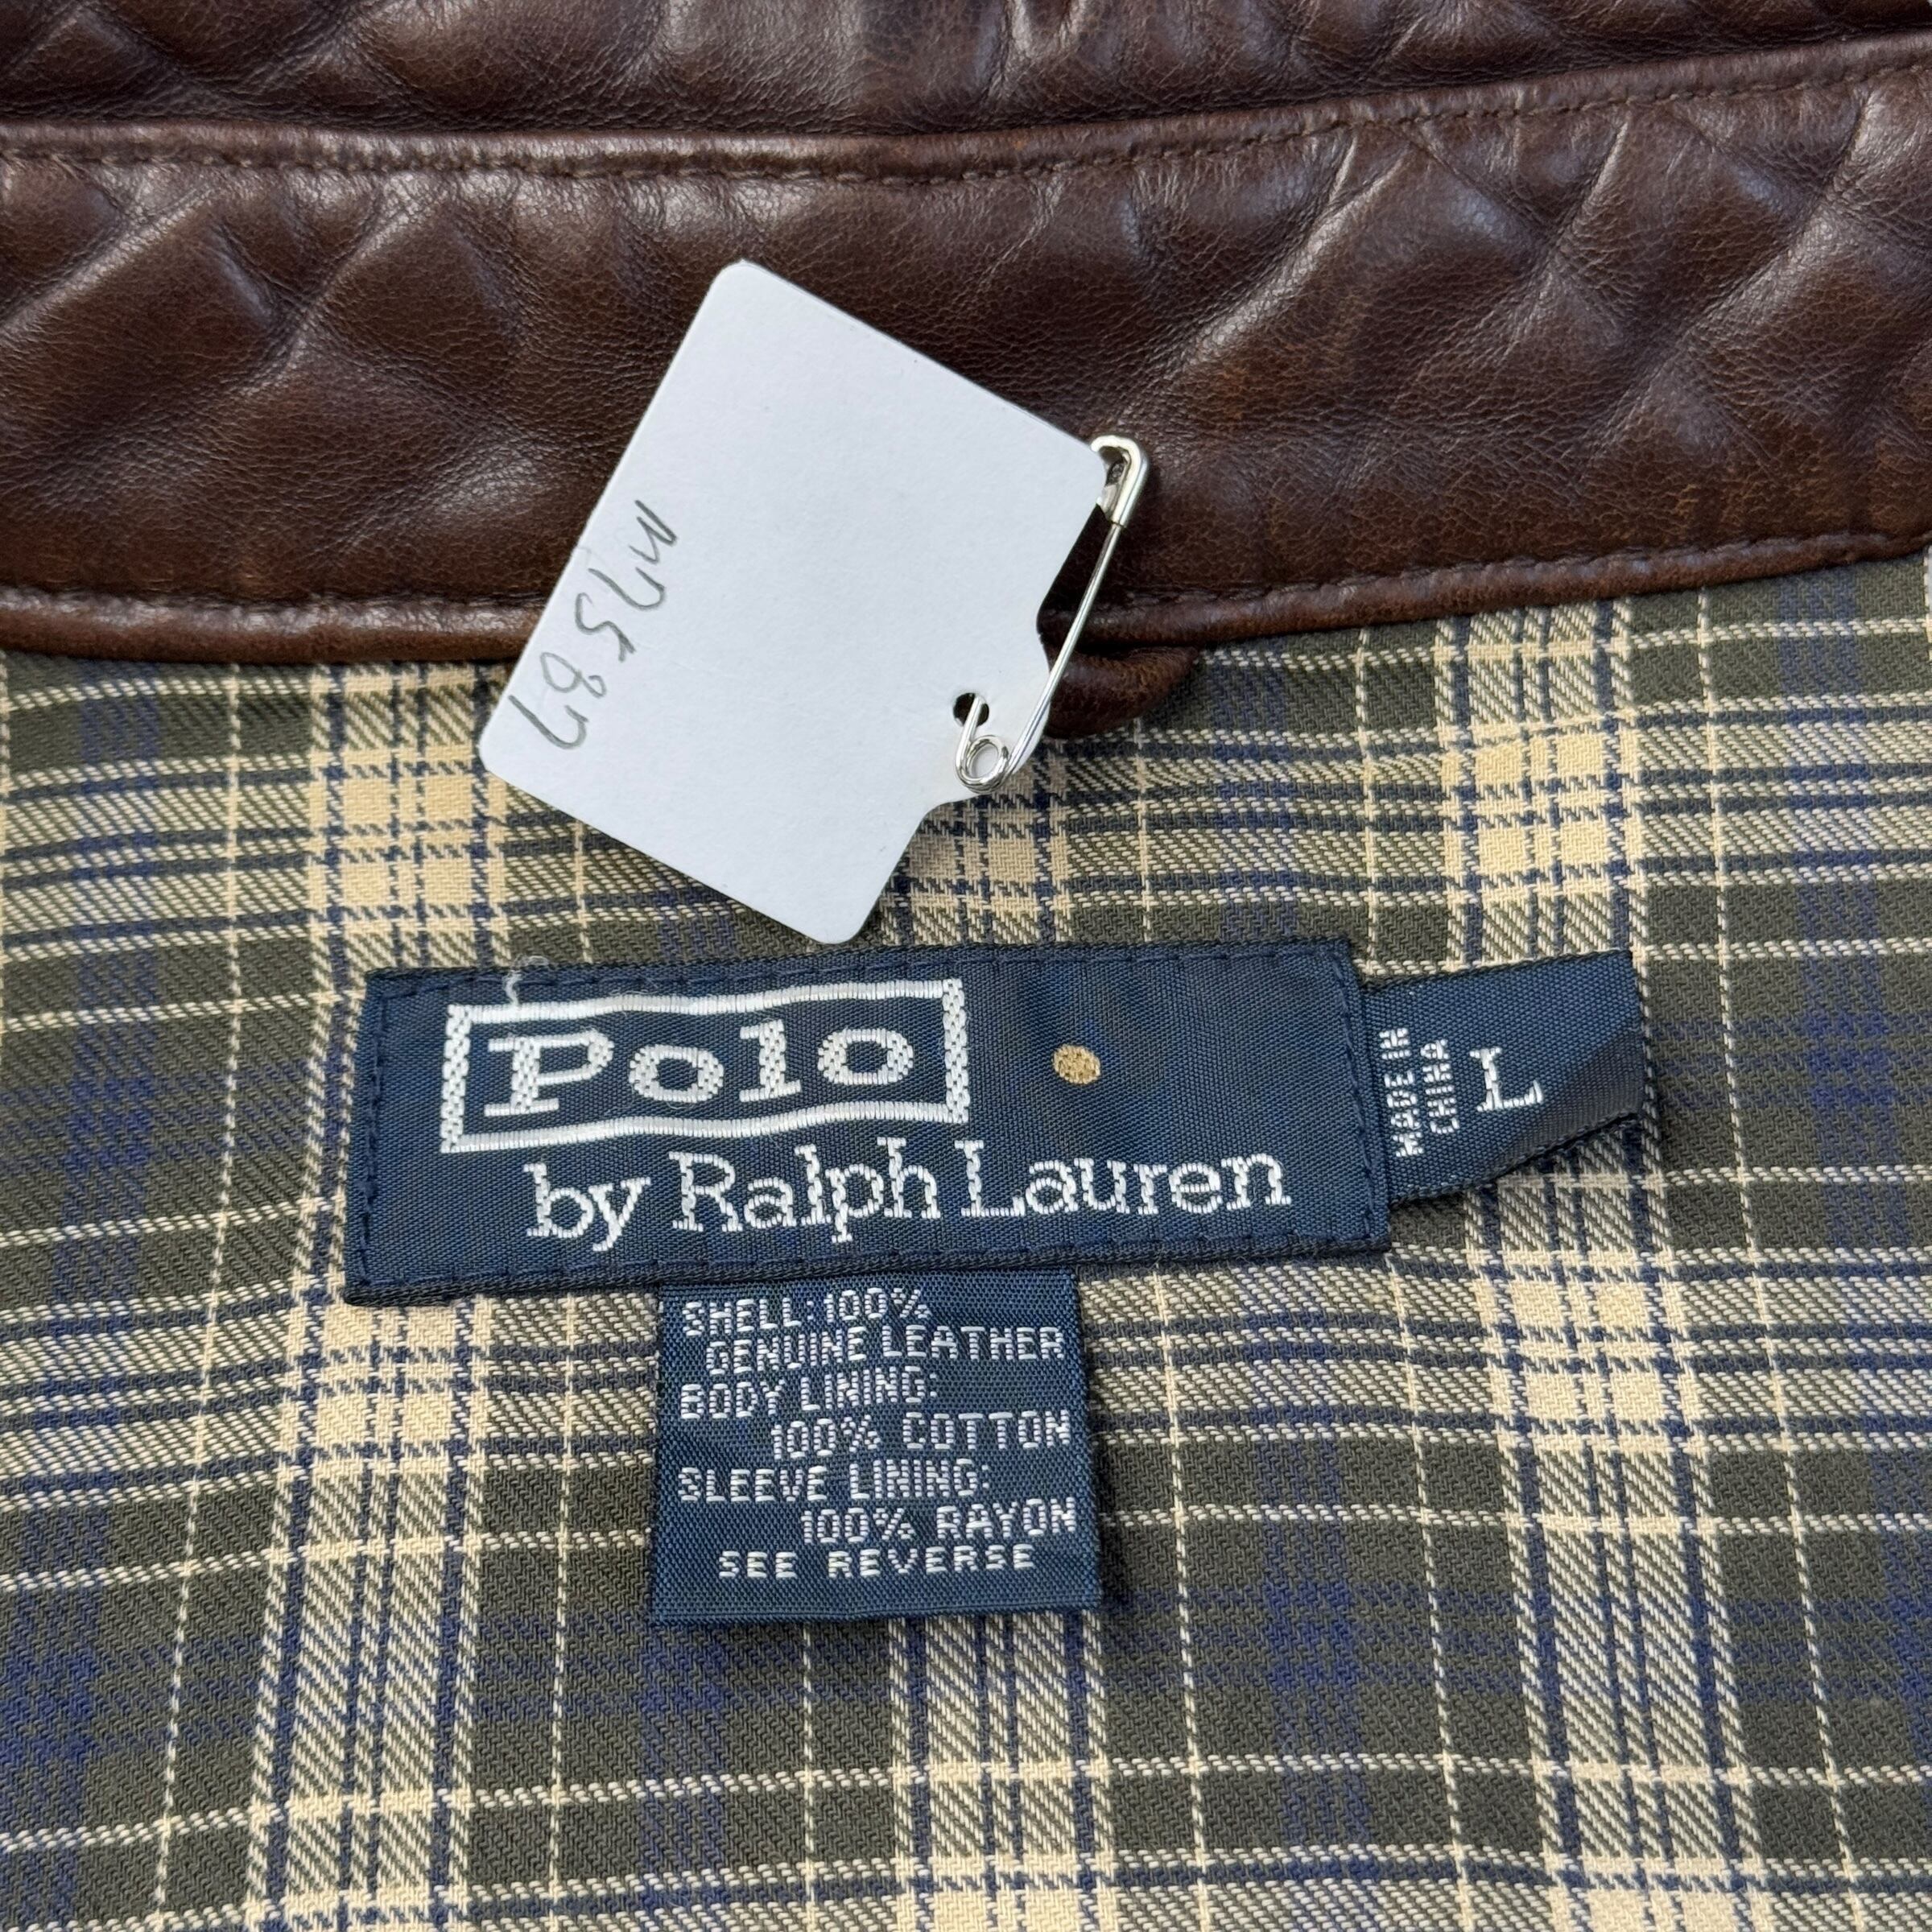 M7587
Polo
by Ralph Lauren
MADE IN
CHINA
L
SHELL: 100%
GENUINE LEATHER
BODY LINING:
100% COTTON
SLEEVE LINING:
100% RAYON
SEE REVERSE